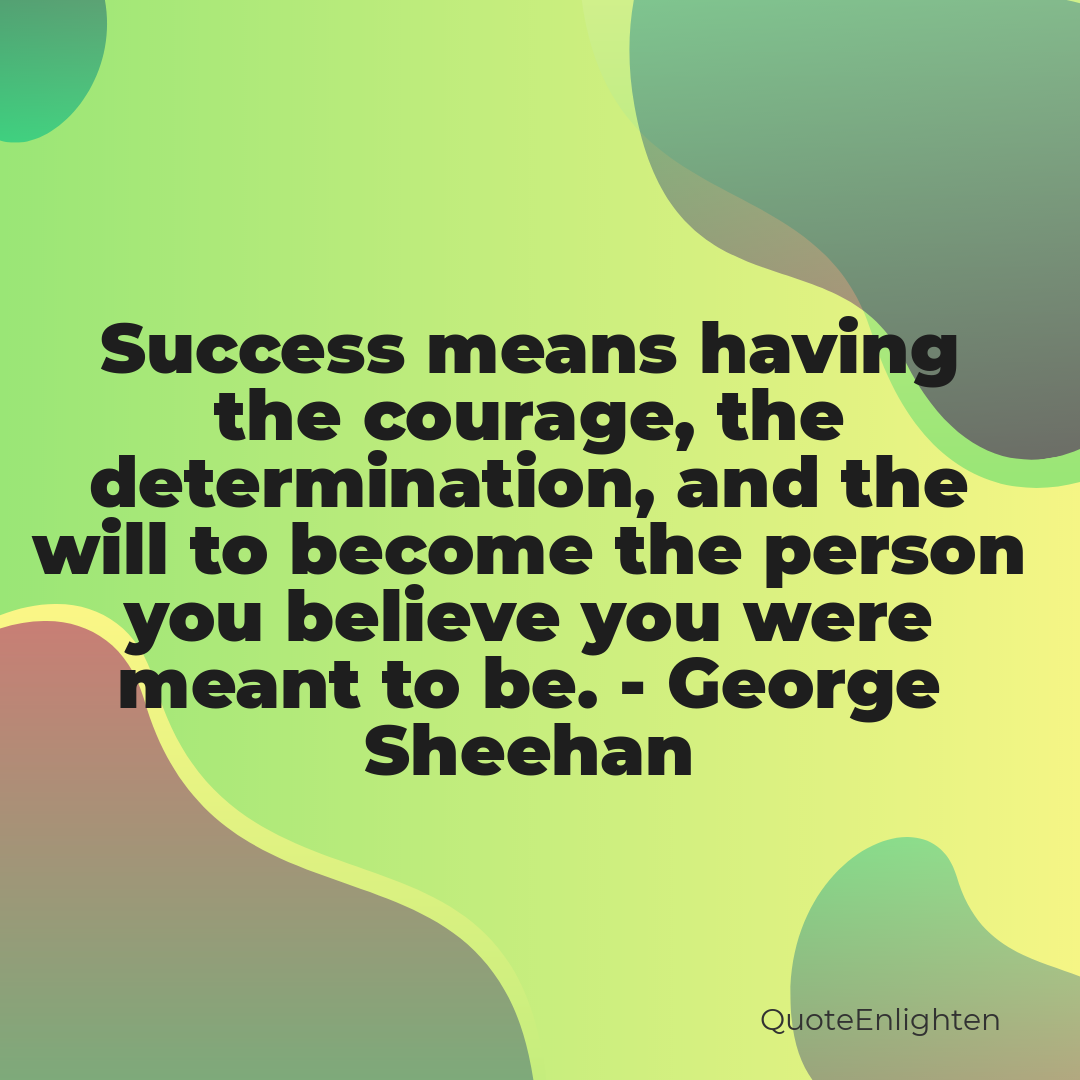 Success means having
the courage, the
determination, and the
will to become the person
you believe you were
meant to be. - George
Sheehan
QuoteEnlighten